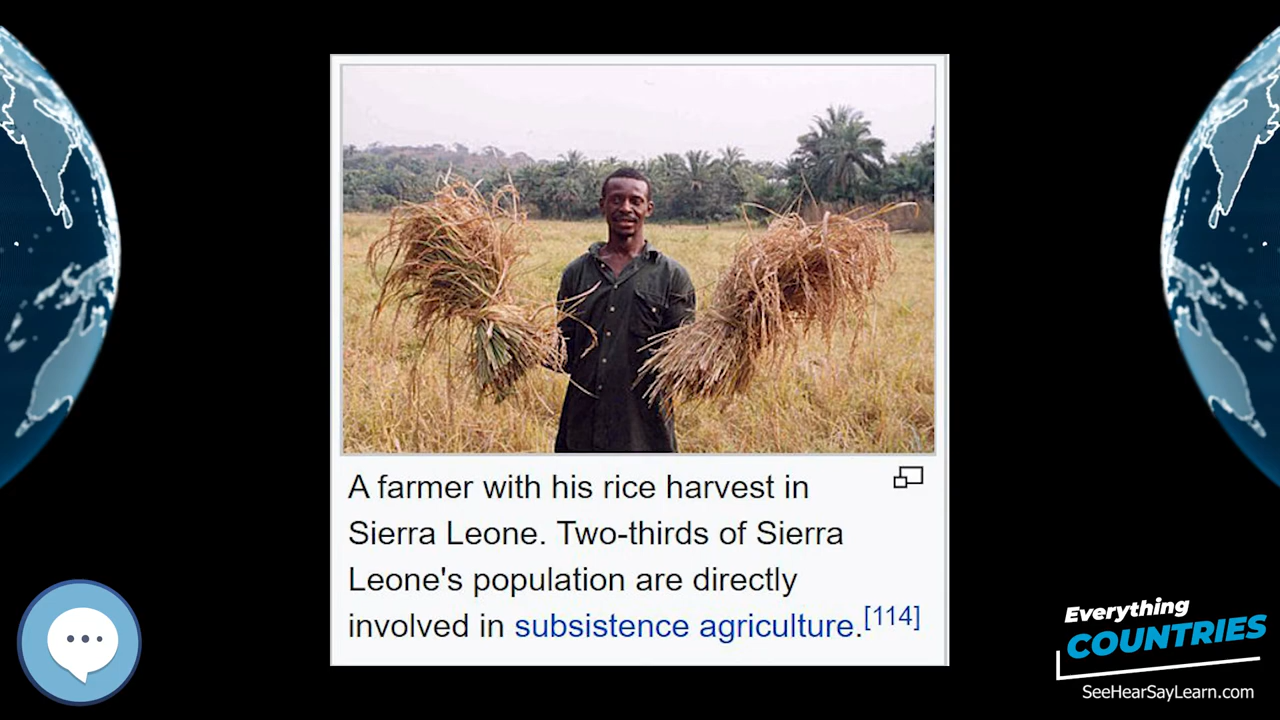 A farmer with his rice harvest in
Sierra Leone. Two-thirds of Sierra
Leone's population are directly
involved in subsistence agriculture.[114]
Everything
COUNTRIES
SeeHearSayLearn.com